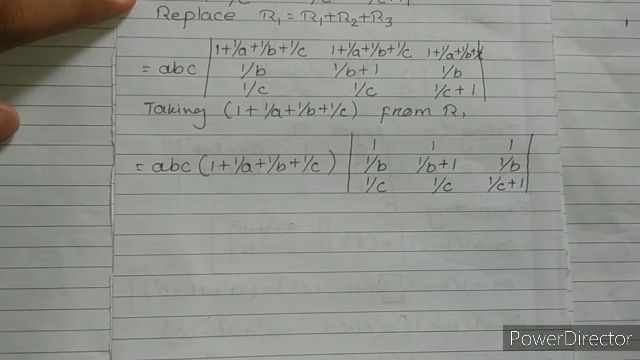 Replace R₁ = R₁+R₂+R₃
1+1/a+1/b+1/c 1+1/a+1/b+1/c 1+1/a+1/b+1/c
= abc 1/b 1/b+1 1/b
1/c 1/c 1/c+1
Taking (1+1/a+1/b+1/c) from R₁
1 1 1
= abc (1+1/a+1/b+1/c) 1/b 1/b+1 1/b
1/c 1/c 1/c+1
PowerDirector